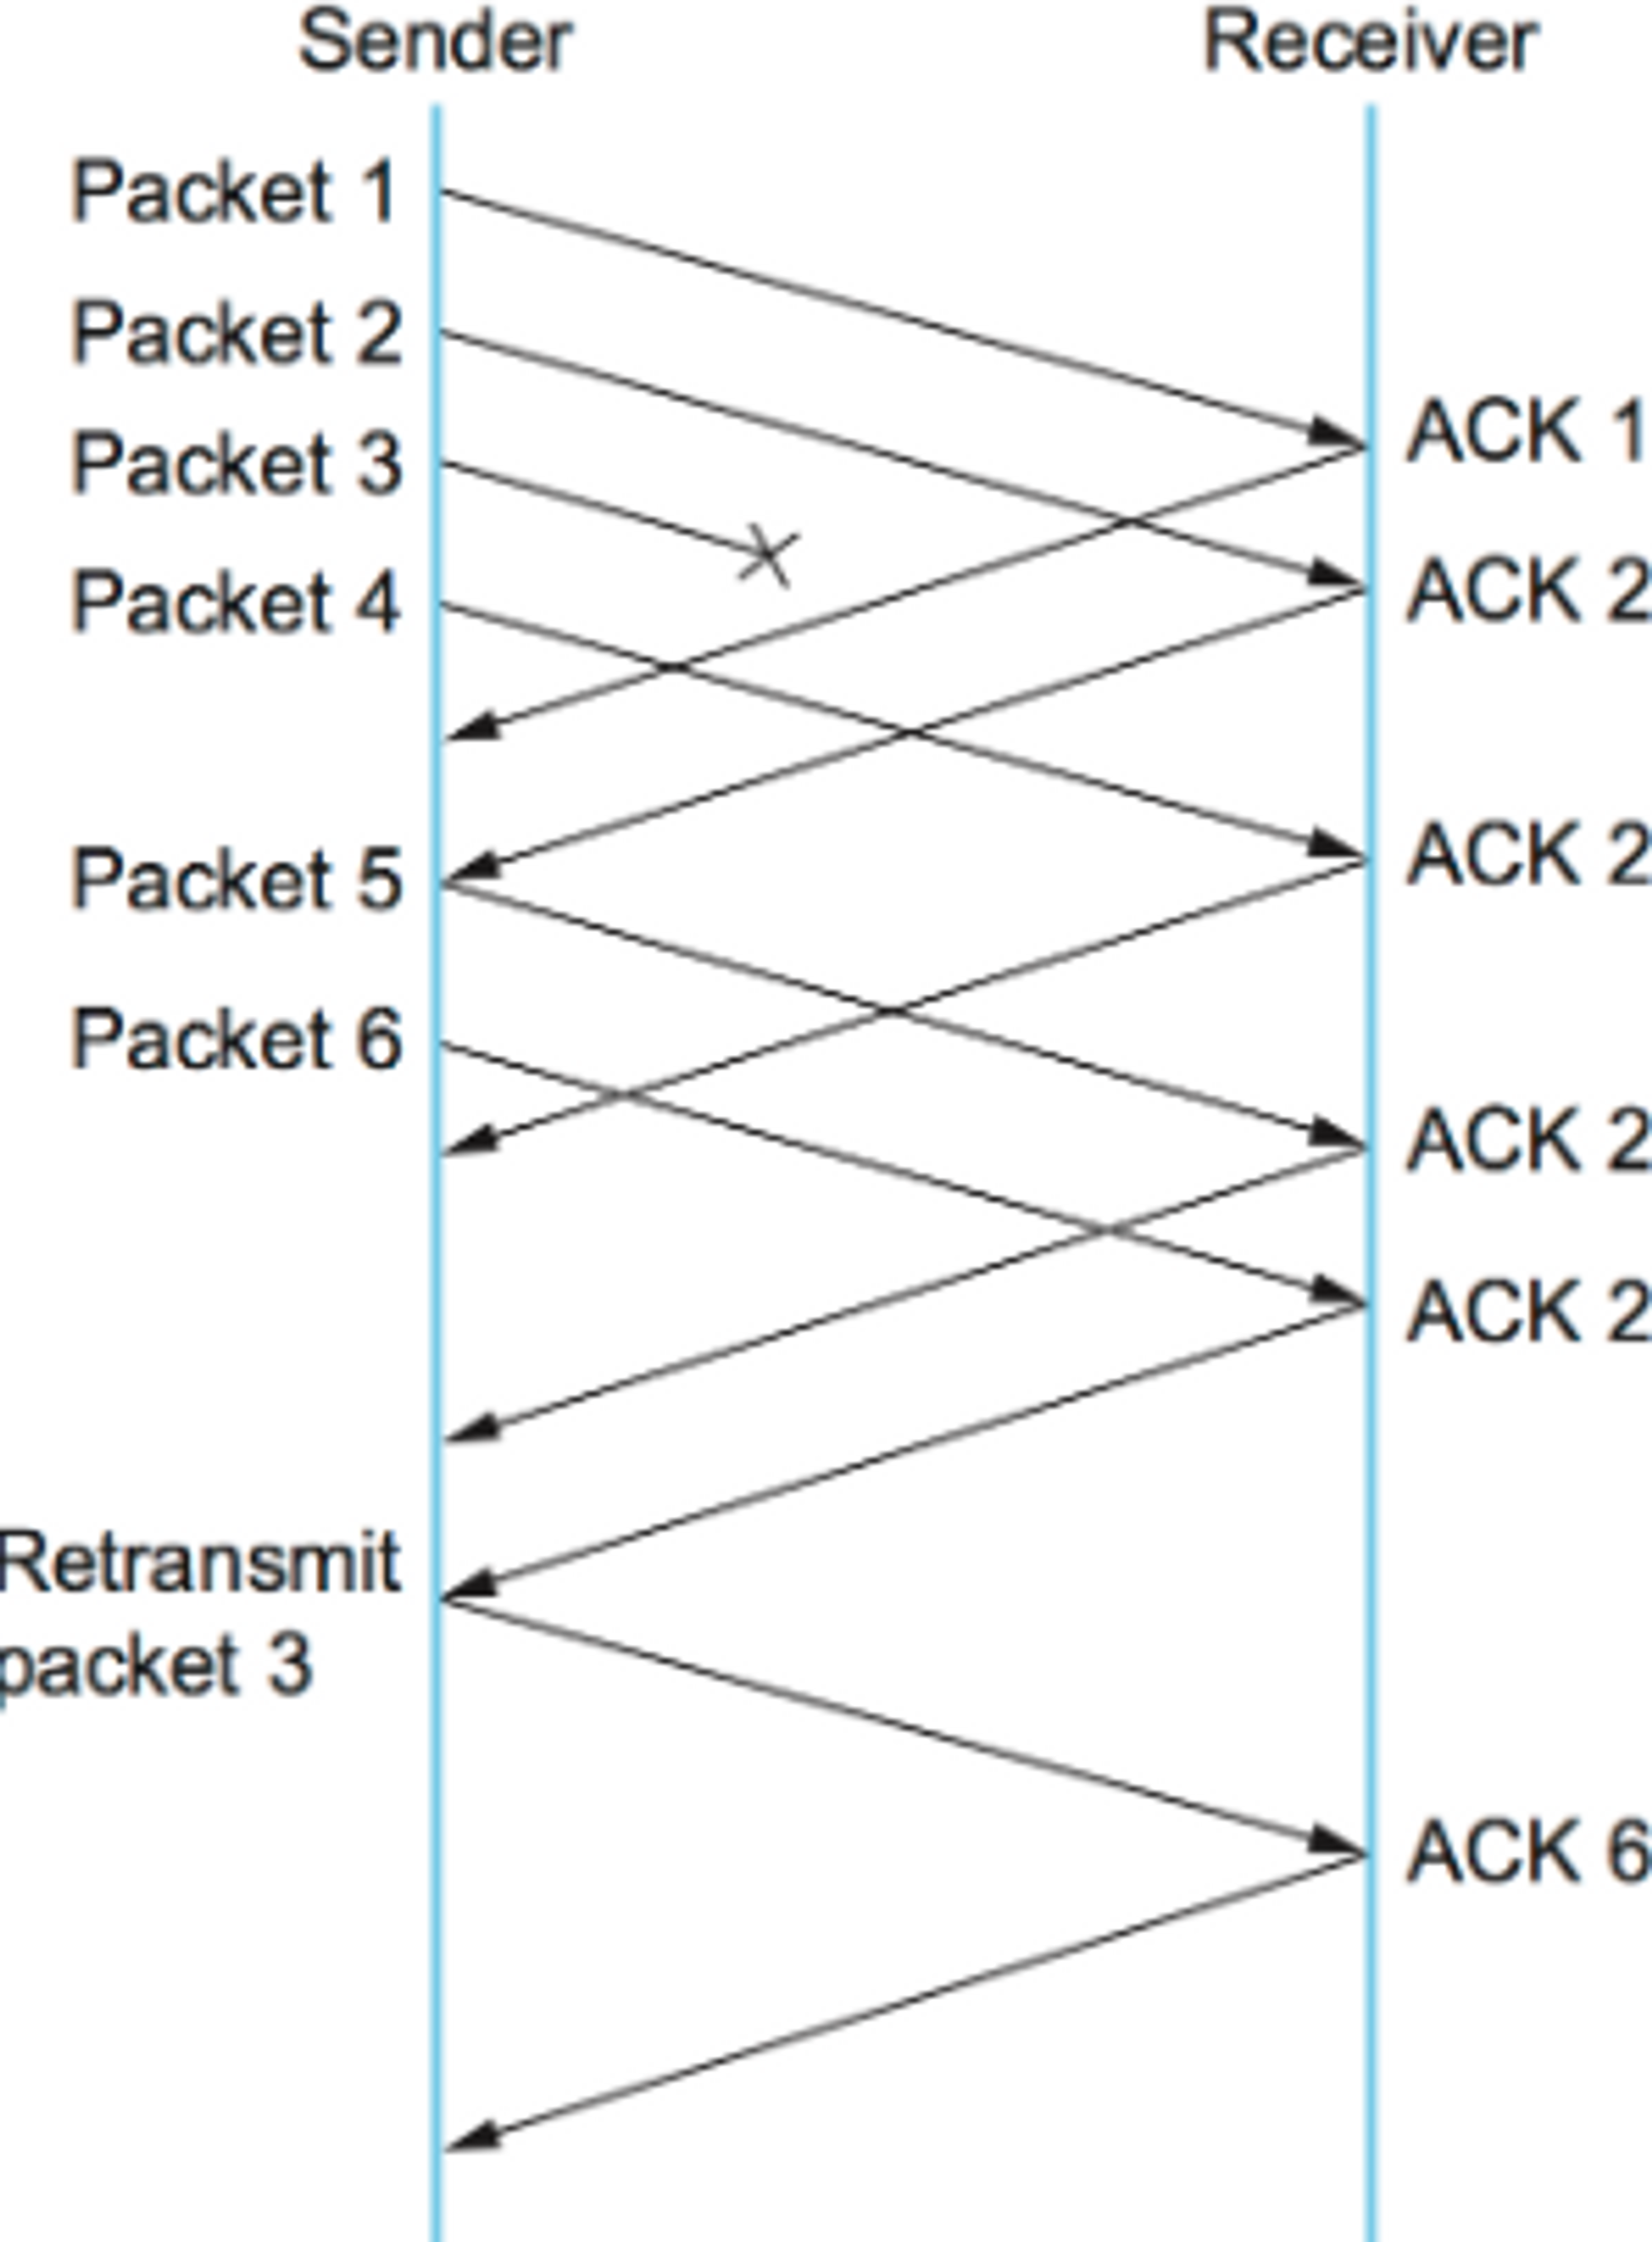 Sender
Receiver
Packet 1
Packet 2
ACK 1
Packet 3
Packet 4
ACK 2
Packet 5
ACK 2
Packet 6
ACK 2
ACK 2
Retransmit
packet 3
ACK 6